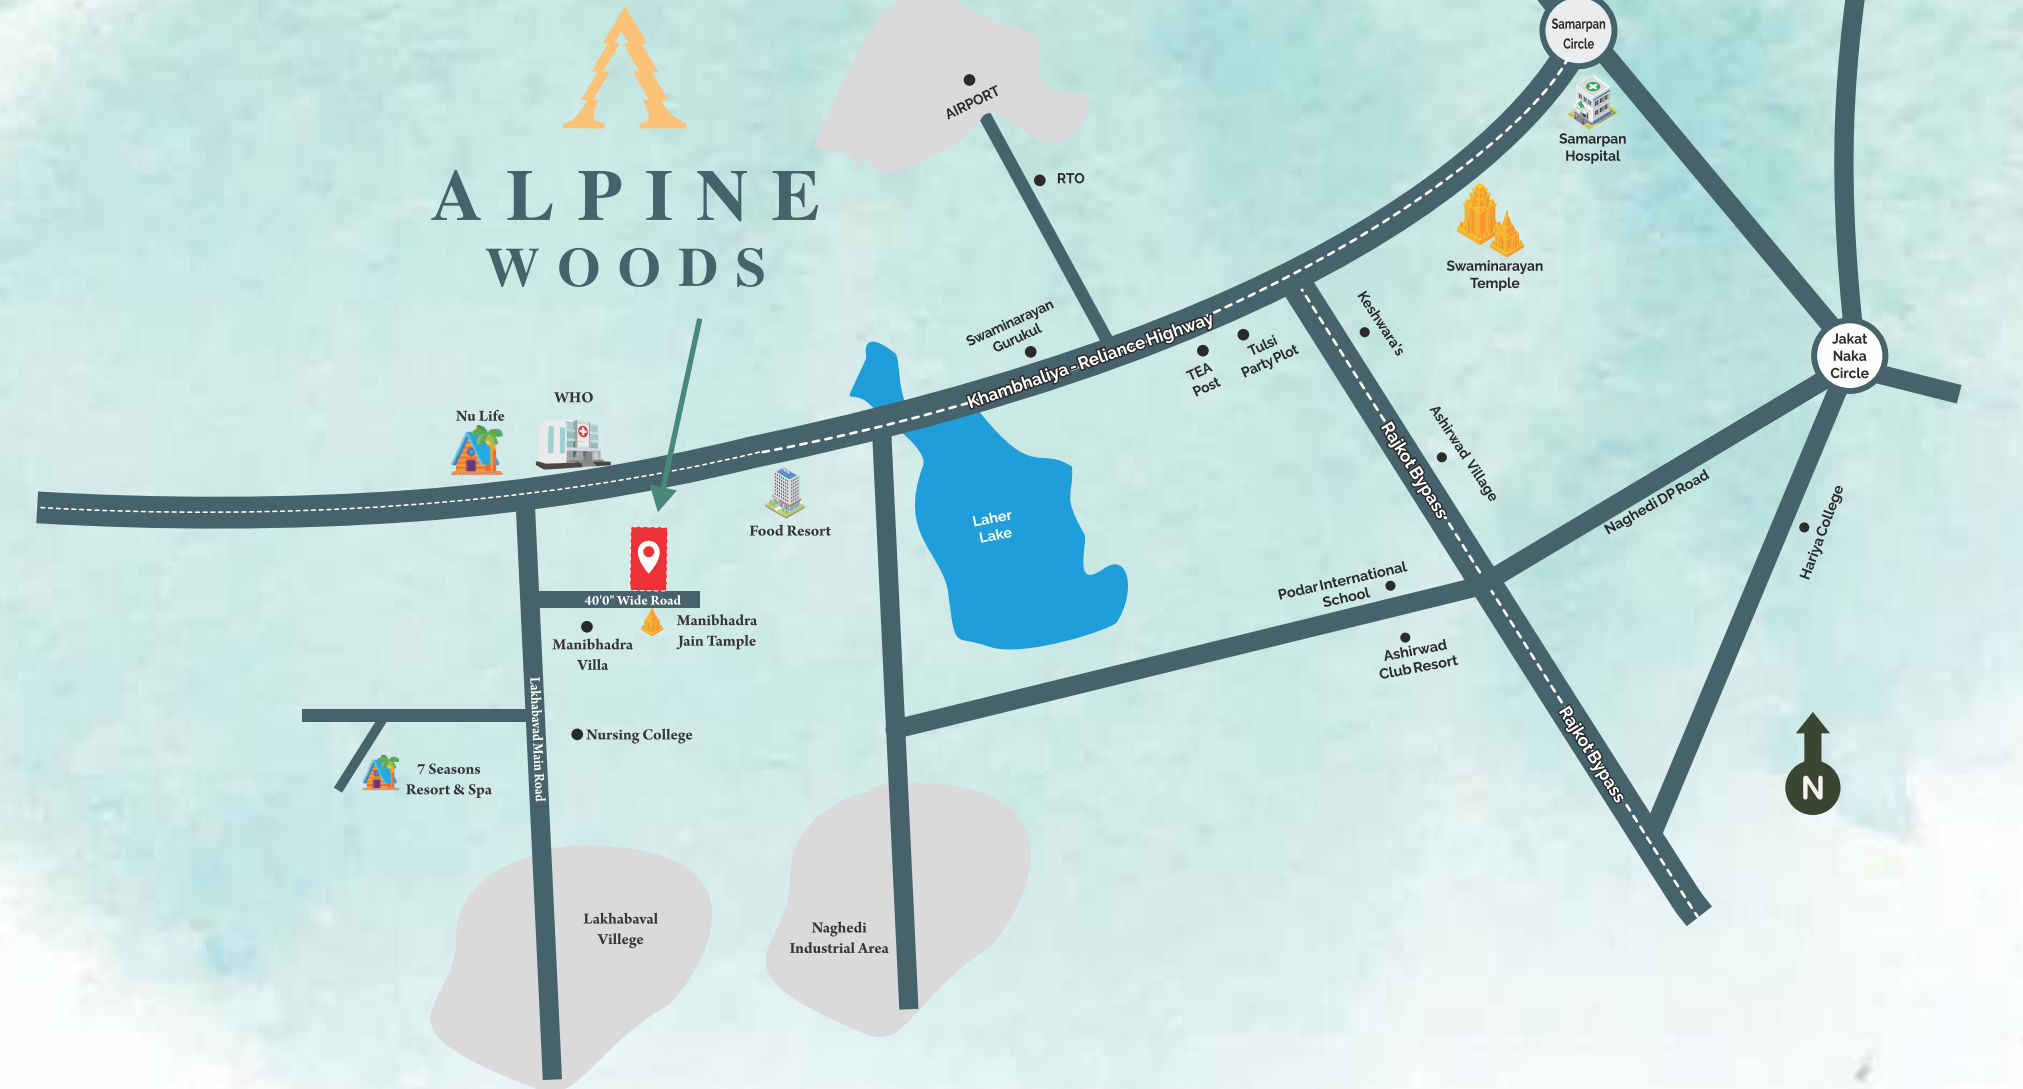 Samarpan
Circle
Samarpan
Hospital
AIRPORT
RTO
ALPINE
WOODS
Swaminarayan
Temple
Swaminarayan
Gurukul
Khambhaliya - Reliance Highway
TEA
Post
Tulsi
Party Plot
Keshwara's
Jakat
Naka
Circle
WHO
Nu Life
Food Resort
Laher
Lake
Rajkot Bypass
Ashirwad Village
Naghedi DP Road
Hariya College
40'0" Wide Road
Manibhadra
Villa
Manibhadra
Jain Tample
Podar International
School
Ashirwad
Club Resort
Lakhabavad Main Road
Nursing College
7 Seasons
Resort & Spa
Rajkot Bypass
N
Lakhabaval
Villege
Naghedi
Industrial Area